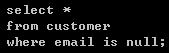 select *
from customer
where email is null;